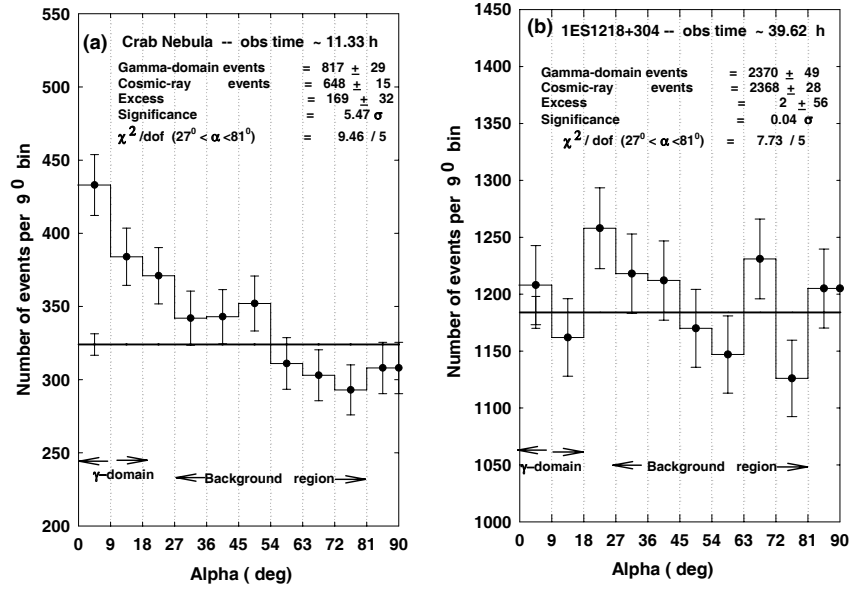 (a) Crab Nebula -- obs time ~ 11.33 h
Gamma-domain events = 817 ± 29
Cosmic-ray events = 648 ± 15
Excess = 169 ± 32
Significance = 5.47 σ
χ² /dof (27⁰ < α <81⁰) = 9.46 / 5
Number of events per 9⁰ bin
550
500
450
400
350
300
250
200
γ–domain
Background region
0 9 18 27 36 45 54 63 72 81 90
Alpha ( deg)
(b) 1ES1218+304 -- obs time ~ 39.62 h
Gamma-domain events = 2370 ± 49
Cosmic-ray events = 2368 ± 28
Excess = 2 ± 56
Significance = 0.04 σ
χ² /dof (27⁰ < α <81⁰) = 7.73 / 5
Number of events per 9⁰ bin
1450
1400
1350
1300
1250
1200
1150
1100
1050
1000
γ–domain
Background region
0 9 18 27 36 45 54 63 72 81 90
Alpha ( deg)